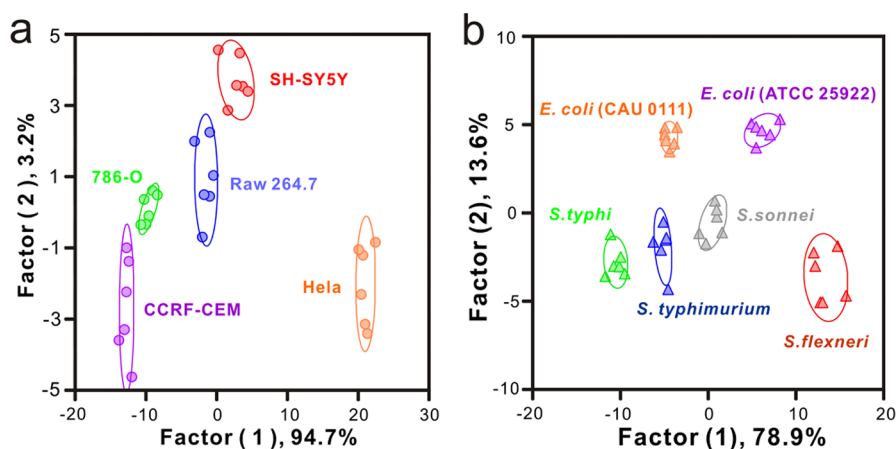 a
5
3
1
-1
-3
-5
-20
-10
0
10
20
30
Factor (2), 3.2%
Factor (1), 94.7%
SH-SY5Y
786-O
Raw 264.7
CCRF-CEM
Hela
b
10
5
0
-5
-10
-20
-10
0
10
20
Factor (2), 13.6%
Factor (1), 78.9%
E. coli (ATCC 25922)
E. coli (CAU 0111)
S.typhi
S.sonnei
S. typhimurium
S.flexneri